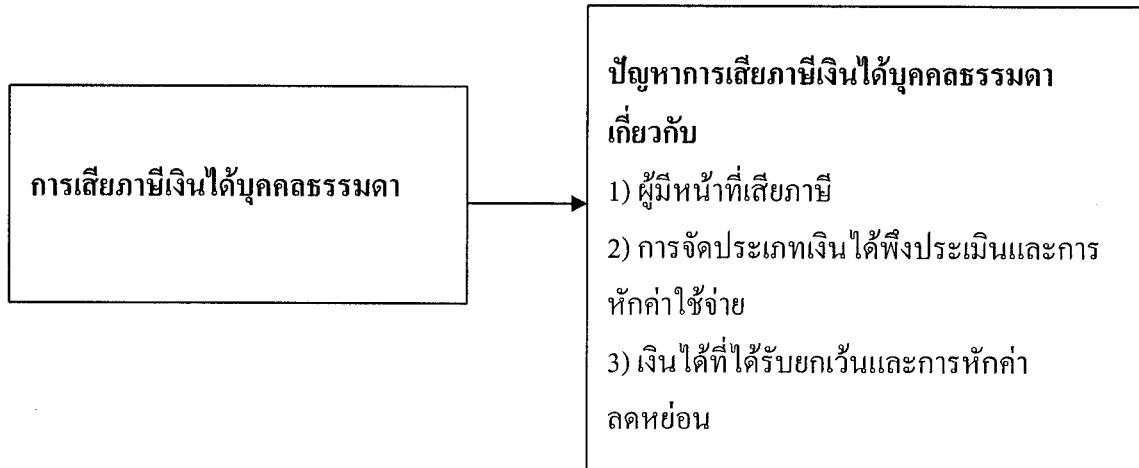 การเสียภาษีเงินได้บุคคลธรรมดา
ปัญหาการเสียภาษีเงินได้บุคคลธรรมดา
เกี่ยวกับ
1) ผู้มีหน้าที่เสียภาษี
2) การจัดประเภทเงินได้พึงประเมินและการ
หักค่าใช้จ่าย
3) เงินได้ที่ได้รับยกเว้นและการหักค่า
ลดหย่อน